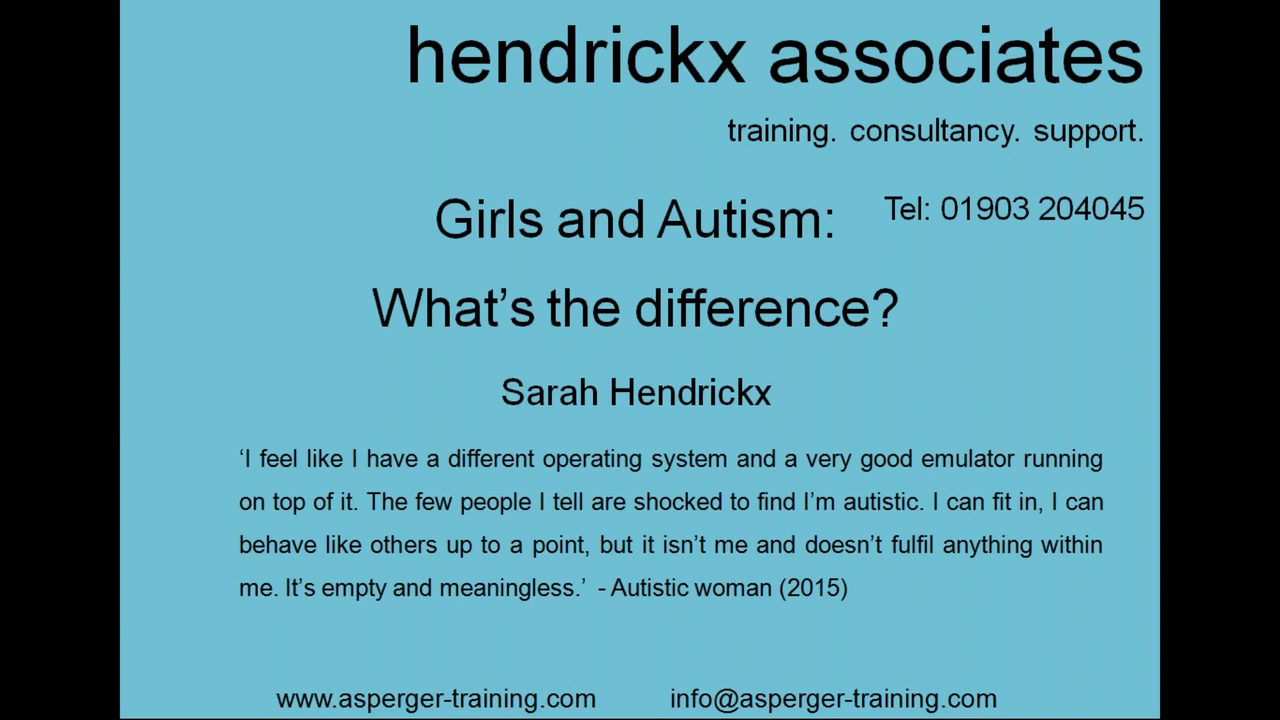 hendrickx associates
training. consultancy. support.
Tel: 01903 204045
Girls and Autism:
What’s the difference?
Sarah Hendrickx
‘I feel like I have a different operating system and a very good emulator running
on top of it. The few people I tell are shocked to find I’m autistic. I can fit in, I can
behave like others up to a point, but it isn’t me and doesn’t fulfil anything within
me. It’s empty and meaningless.’ - Autistic woman (2015)
www.asperger-training.com info@asperger-training.com